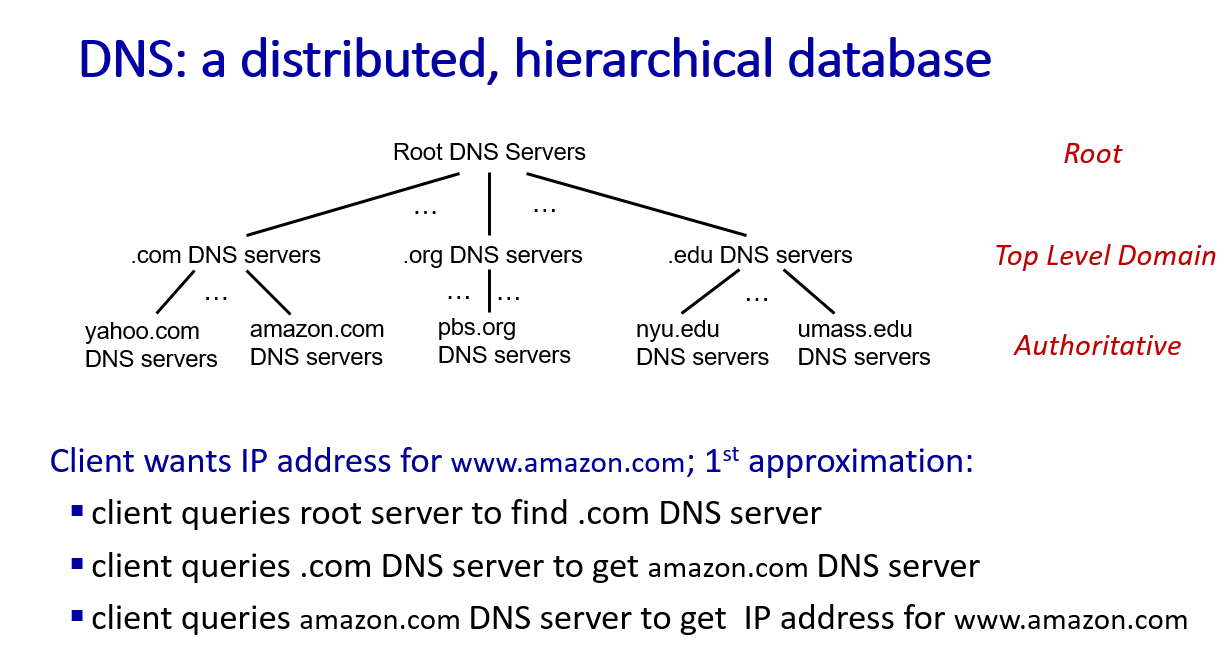 DNS: a distributed, hierarchical database
Root DNS Servers
Root
… …
.com DNS servers
.org DNS servers
.edu DNS servers
Top Level Domain
… … … …
yahoo.com
DNS servers
amazon.com
DNS servers
pbs.org
DNS servers
nyu.edu
DNS servers
umass.edu
DNS servers
Authoritative
Client wants IP address for www.amazon.com; 1st approximation:
▪ client queries root server to find .com DNS server
▪ client queries .com DNS server to get amazon.com DNS server
▪ client queries amazon.com DNS server to get IP address for www.amazon.com